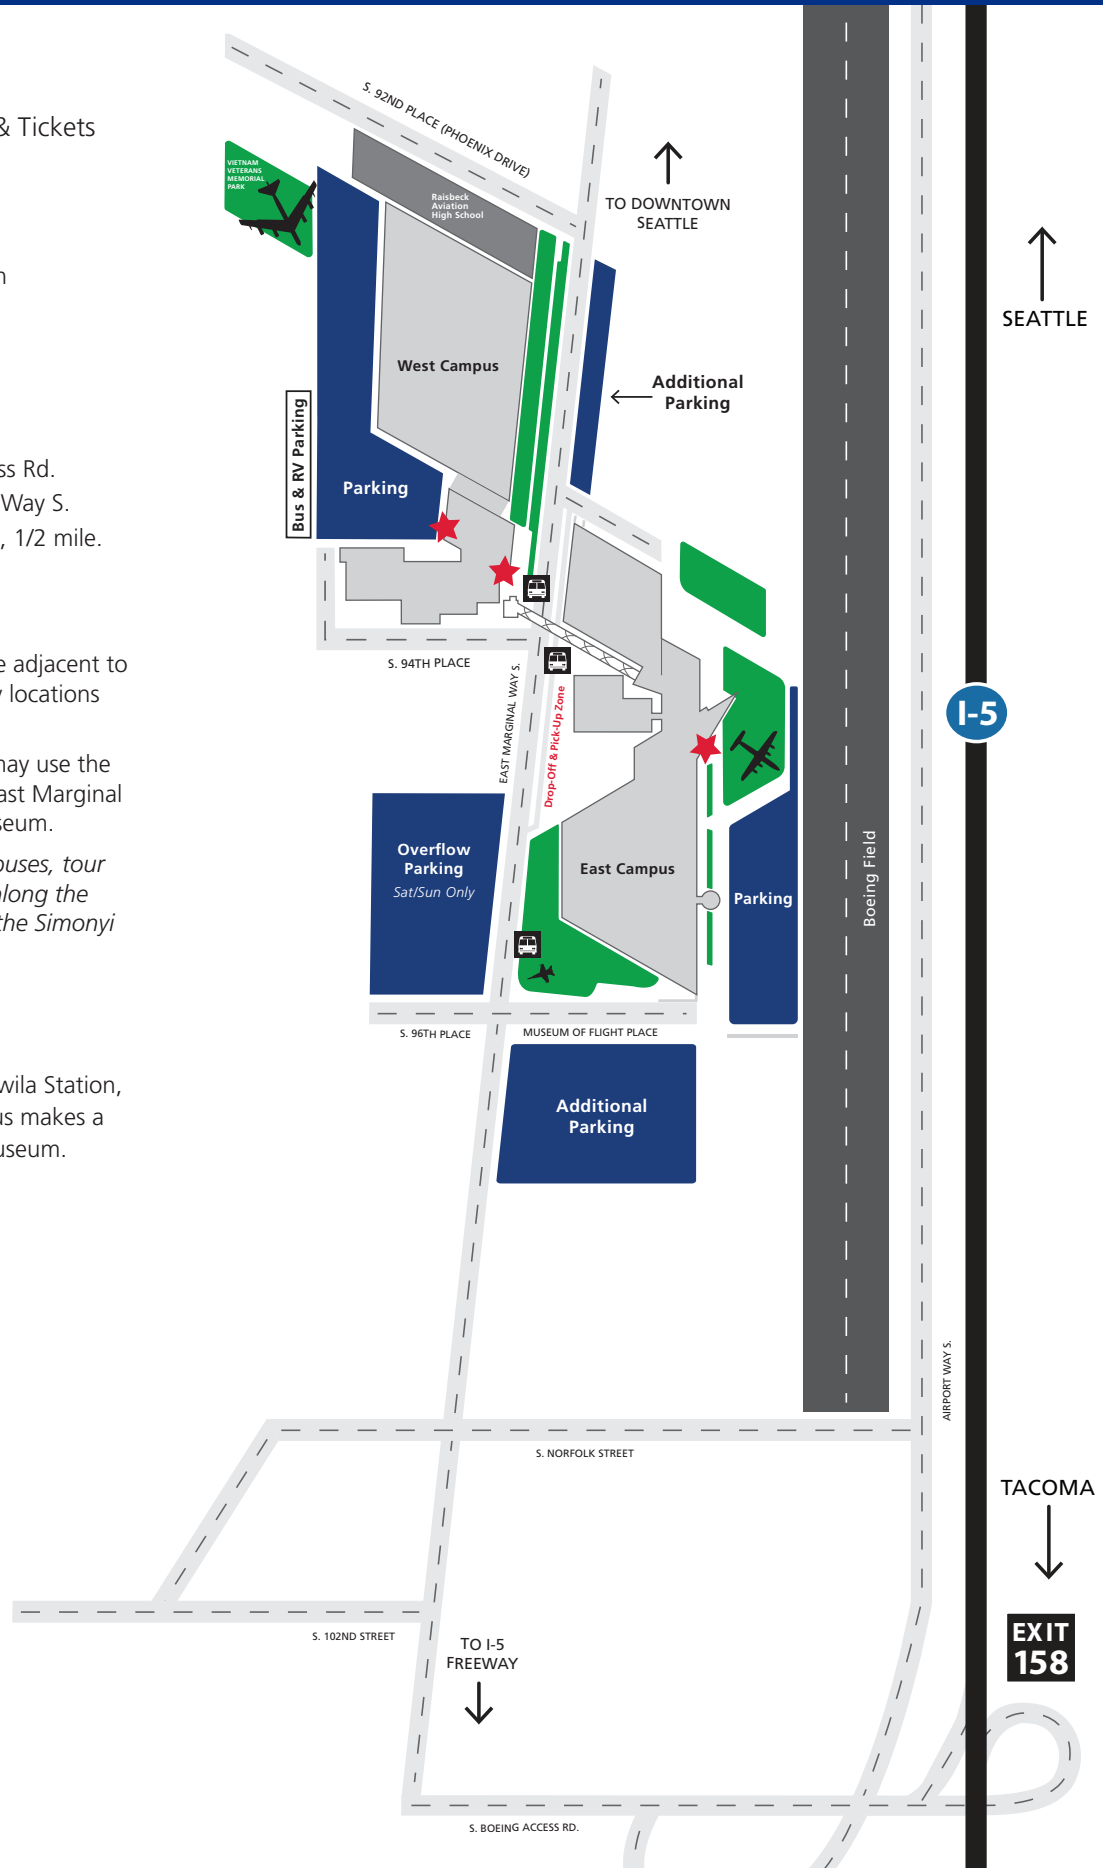 & Tickets
n
ss Rd.
Way S.
, 1/2 mile.
e adjacent to
y locations
may use the
ast Marginal
seum.
buses, tour
along the
the Simonyi
wila Station,
us makes a
useum.
S. 92ND PLACE (PHOENIX DRIVE)
VIETNAM
VETERANS
MEMORIAL
PARK
Raisbeck
Aviation
High School
TO DOWNTOWN
SEATTLE
SEATTLE
West Campus
Additional
Parking
Bus & RV Parking
Parking
S. 94TH PLACE
EAST MARGINAL WAY S.
Drop-Off & Pick-Up Zone
I-5
Overflow
Parking
Sat/Sun Only
East Campus
Parking
Boeing Field
S. 96TH PLACE
MUSEUM OF FLIGHT PLACE
Additional
Parking
AIRPORT WAY S.
S. NORFOLK STREET
TACOMA
EXIT
158
S. 102ND STREET
TO I-5
FREEWAY
S. BOEING ACCESS RD.